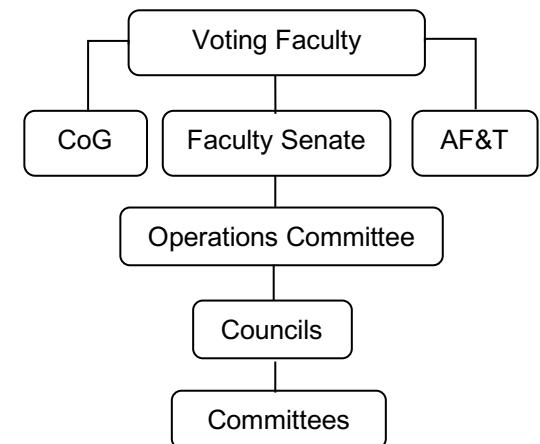 Voting Faculty
CoG
Faculty Senate
AF&T
Operations Committee
Councils
Committees